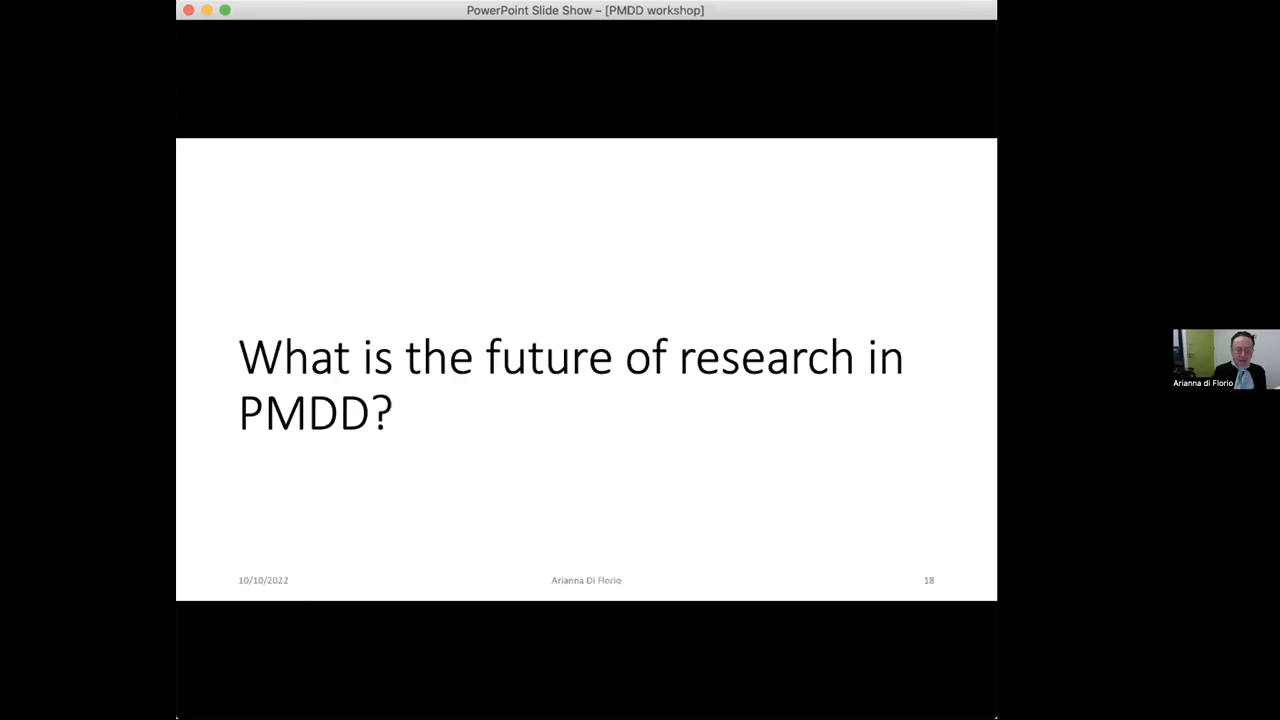 PowerPoint Slide Show – [PMDD workshop]
What is the future of research in
PMDD?
Arianna di Florio
10/10/2022
Arianna Di Florio
18